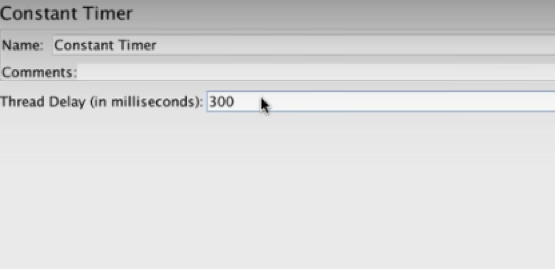 Constant Timer
Name: Constant Timer
Comments:
Thread Delay (in milliseconds): 300